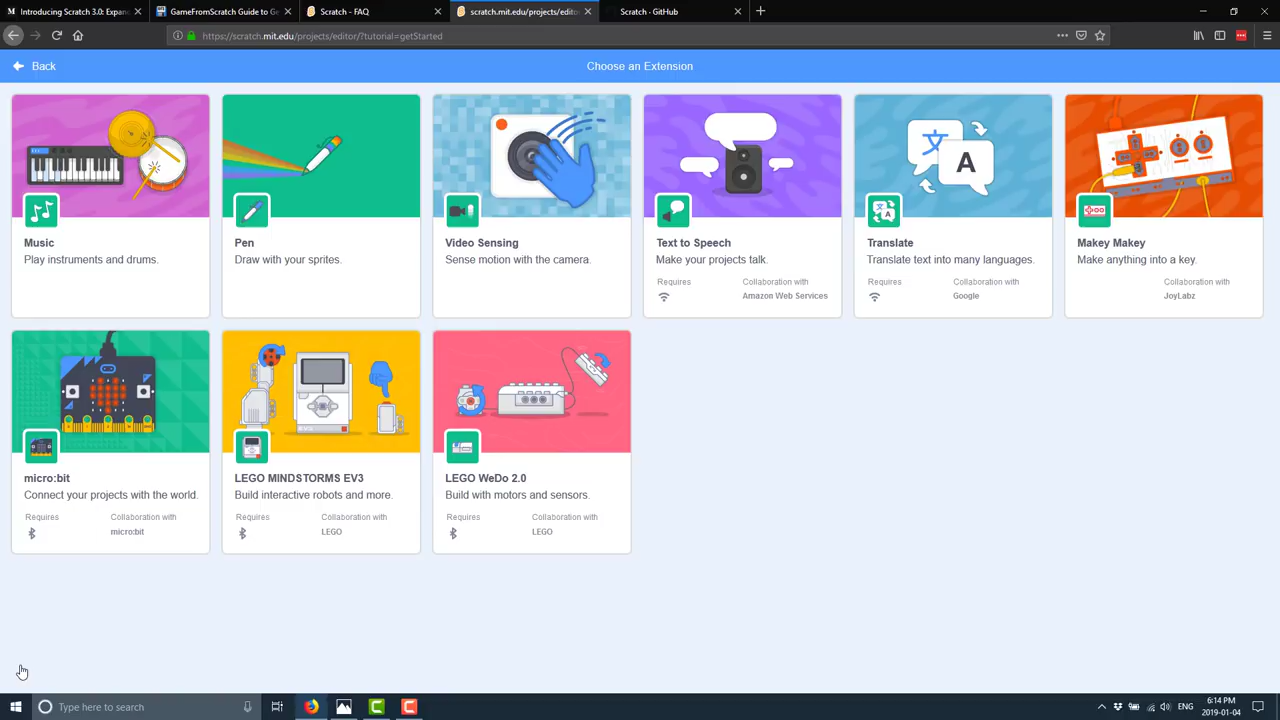 Introducing Scratch 3.0: Expan
GameFromScratch Guide to Ge
Scratch - FAQ
scratch.mit.edu/projects/editor
Scratch · GitHub
https://scratch.mit.edu/projects/editor/?tutorial=getStarted
Back
Choose an Extension
Music
Play instruments and drums.
Pen
Draw with your sprites.
Video Sensing
Sense motion with the camera.
Text to Speech
Make your projects talk.
Requires
Collaboration with
Amazon Web Services
Translate
Translate text into many languages.
Requires
Collaboration with
Google
Makey Makey
Make anything into a key.
Collaboration with
JoyLabz
micro:bit
Connect your projects with the world.
Requires
Collaboration with
micro:bit
LEGO MINDSTORMS EV3
Build interactive robots and more.
Requires
Collaboration with
LEGO
LEGO WeDo 2.0
Build with motors and sensors.
Requires
Collaboration with
LEGO
文
A
Type here to search
ENG
6:14 PM
2019-01-04